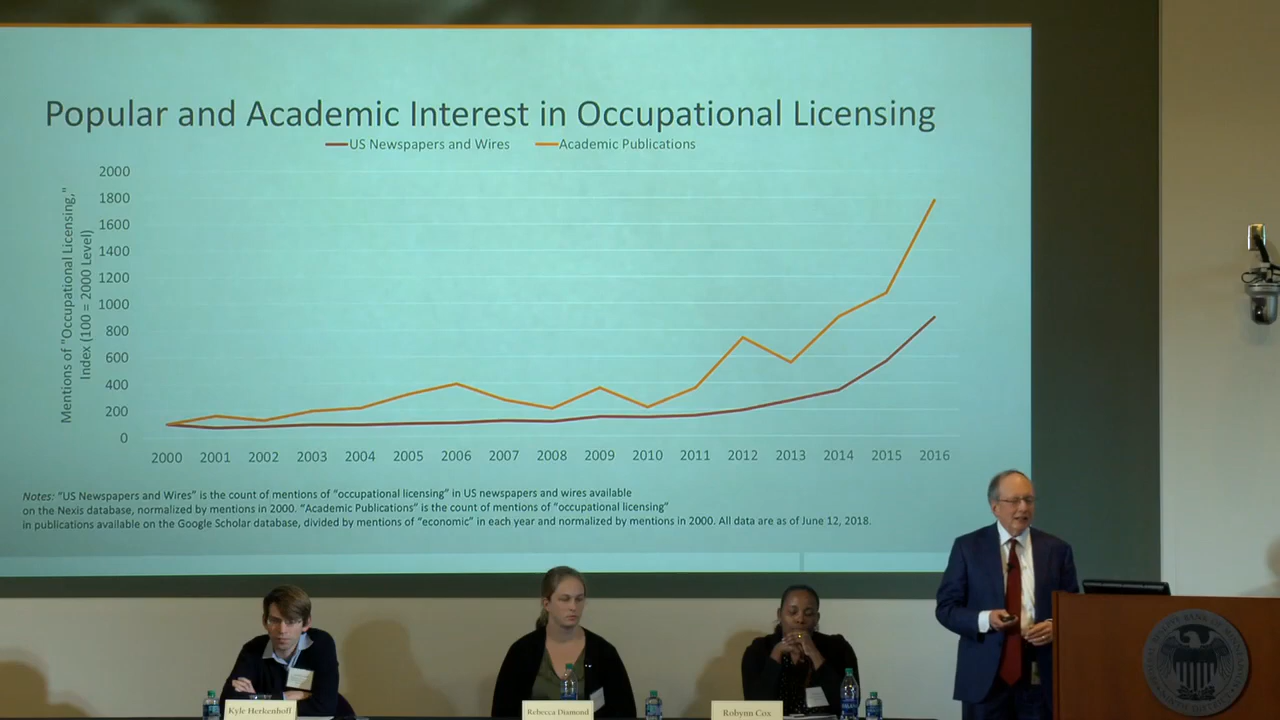 Popular and Academic Interest in Occupational Licensing
US Newspapers and Wires
Academic Publications
Mentions of "Occupational Licensing,"
Index (100 = 2000 Level)
2000
1800
1600
1400
1200
1000
800
600
400
200
0
2000 2001 2002 2003 2004 2005 2006 2007 2008 2009 2010 2011 2012 2013 2014 2015 2016
Notes: "US Newspapers and Wires" is the count of mentions of "occupational licensing" in US newspapers and wires available
on the Nexis database, normalized by mentions in 2000. "Academic Publications" is the count of mentions of "occupational licensing"
in publications available on the Google Scholar database, divided by mentions of "economic" in each year and normalized by mentions in 2000. All data are as of June 12, 2018.
Kyle Herkenhoff
Rebecca Diamond
Robynn Cox